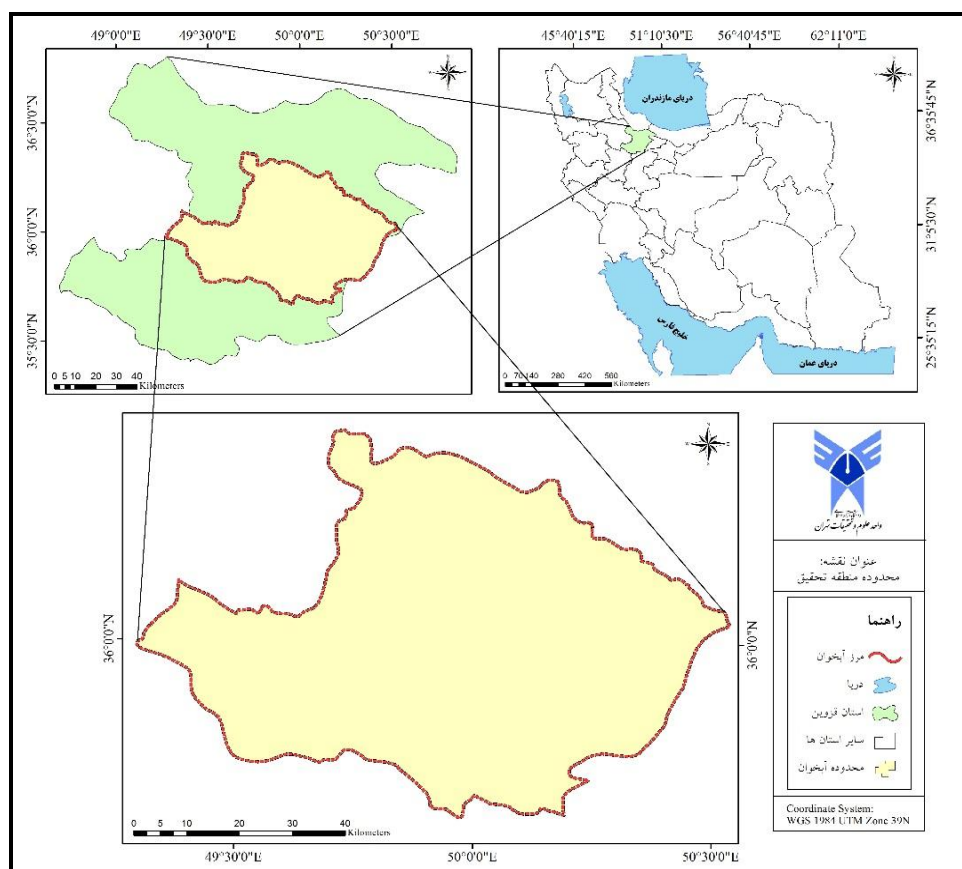 49°0'0"E 49°30'0"E 50°0'0"E 50°30'0"E
36°30'0"N
36°0'0"N
35°30'0"N
0 5 10 20 30 40
Kilometers
45°40'15"E 51°10'30"E 56°40'45"E 62°11'0"E
36°35'45"N
31°5'30"N
25°35'15"N
دریای مازندران
خلیج فارس
دریای عمان
0 70 140 280 420 560
Kilometers
36°0'0"N
36°0'0"N
0 5 10 20 30 40
Kilometers
49°30'0"E 50°0'0"E 50°30'0"E
واحد علوم و تحقیقات تهران
عنوان نقشه:
محدوده منطقه تحقیق
راهنما
مرز آبخوان
دریا
استان قزوین
سایر استان ها
محدوده آبخوان
Coordinate System:
WGS 1984 UTM Zone 39N